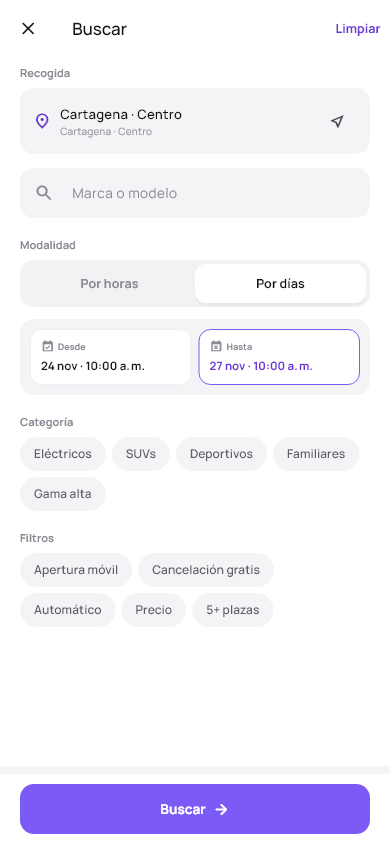 Buscar
Limpiar
Recogida
Cartagena · Centro
Cartagena · Centro
Marca o modelo
Modalidad
Por horas
Por días
Desde
24 nov · 10:00 a. m.
Hasta
27 nov · 10:00 a. m.
Categoría
Eléctricos
SUVs
Deportivos
Familiares
Gama alta
Filtros
Apertura móvil
Cancelación gratis
Automático
Precio
5+ plazas
Buscar